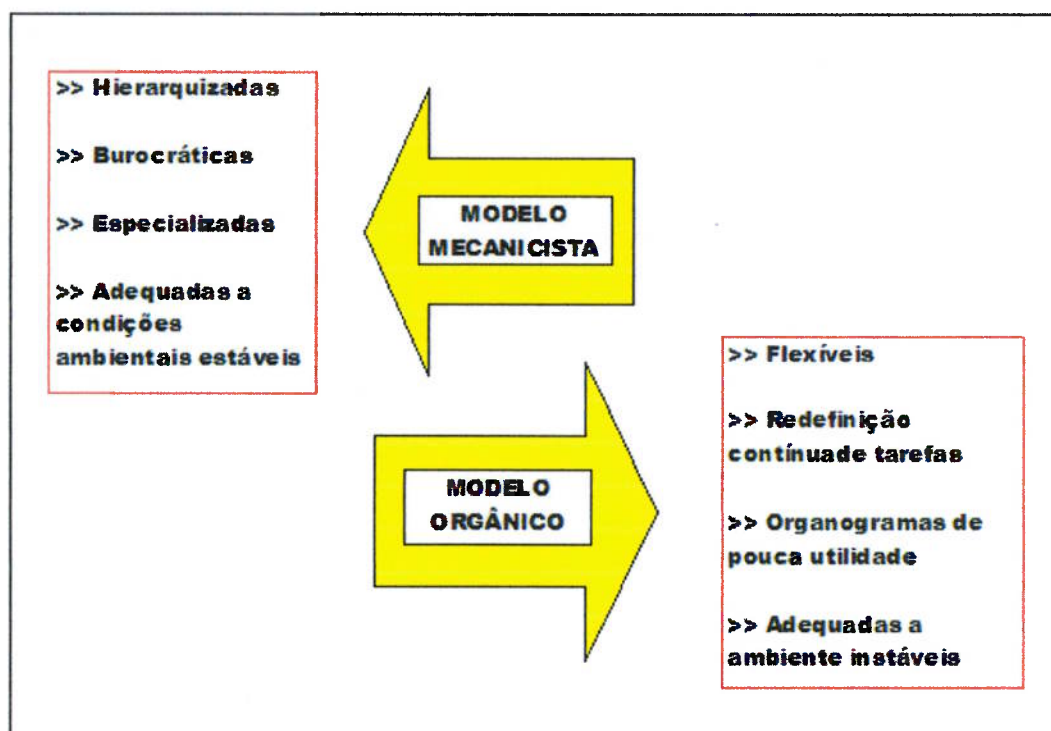 >> Hierarquizadas
>> Burocráticas
>> Especializadas
>> Adequadas a
condições
ambientais estáveis
MODELO
MECANICISTA
MODELO
ORGÂNICO
>> Flexíveis
>> Redefinição
contínuade tarefas
>> Organogramas de
pouca utilidade
>> Adequadas a
ambiente instáveis